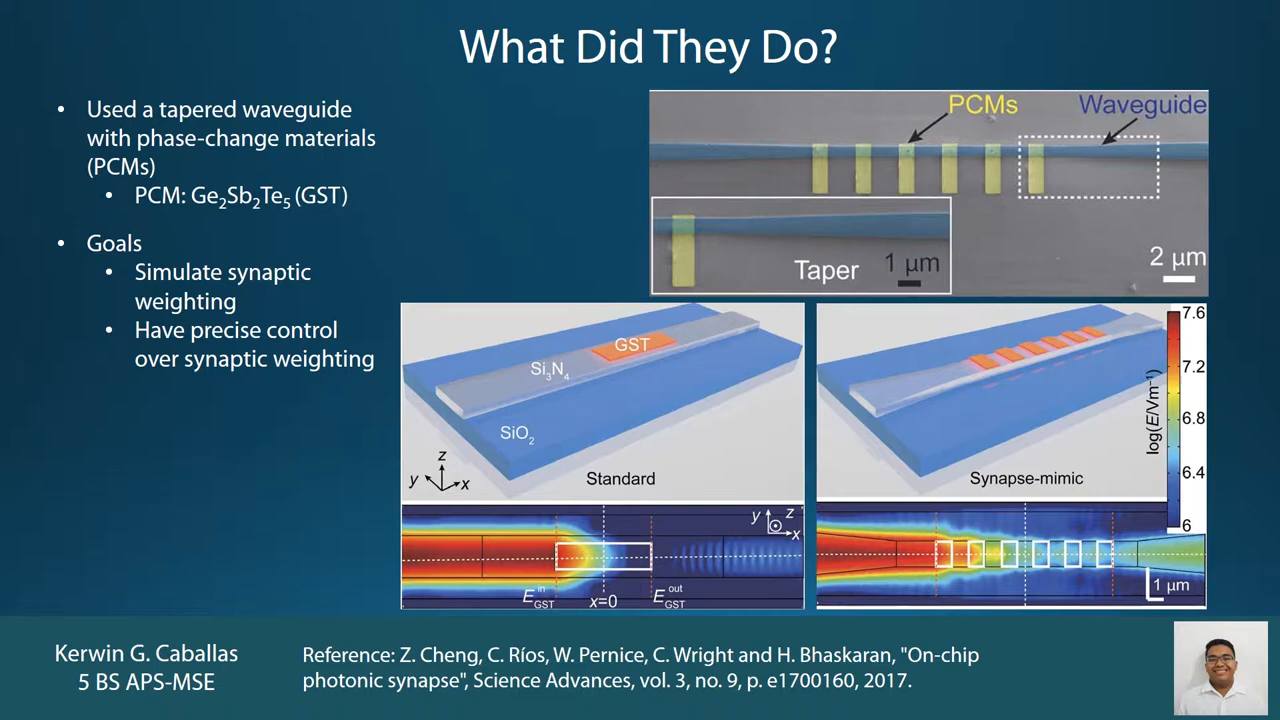 What Did They Do?
• Used a tapered waveguide
with phase-change materials
(PCMs)
• PCM: Ge₂Sb₂Te₅ (GST)
• Goals
• Simulate synaptic
weighting
• Have precise control
over synaptic weighting
PCMs
Waveguide
Taper
1 μm
2 μm
GST
Si₃N₄
SiO₂
z
y
x
Standard
Synapse-mimic
7.6
7.2
6.8
6.4
6
log(E/Vm⁻¹)
y
z
x
E GST in
x=0
E GST out
1 μm
Kerwin G. Caballas
5 BS APS-MSE
Reference: Z. Cheng, C. Ríos, W. Pernice, C. Wright and H. Bhaskaran, "On-chip
photonic synapse", Science Advances, vol. 3, no. 9, p. e1700160, 2017.